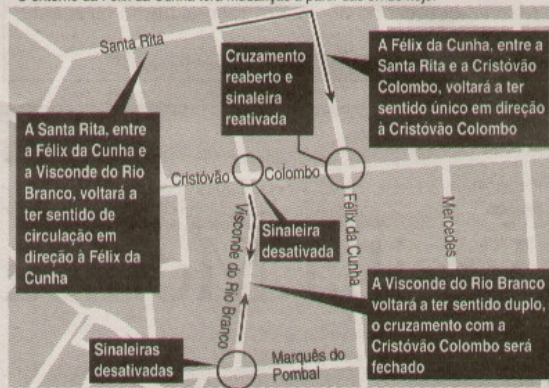 O entorno da Félix da Cunha terá mudança a partir das 9h de hoje:
Santa Rita
Cruzamento
reaberto e
sinaleira
reativada
A Félix da Cunha, entre a
Santa Rita e a Cristóvão
Colombo, voltará a ter
sentido único em direção
à Cristóvão Colombo
A Santa Rita, entre
a Félix da Cunha e
a Visconde do Rio
Branco, voltará a
ter sentido de
circulação em
direção à Félix da
Cunha
Cristóvão
Colombo
Visconde do Rio Branco
Félix da Cunha
Mercedes
Sinaleira
desativada
A Visconde do Rio Branco
voltará a ter sentido duplo,
o cruzamento com a
Cristóvão Colombo será
fechado
Sinaleiras
desativadas
Marquês do
Pombal